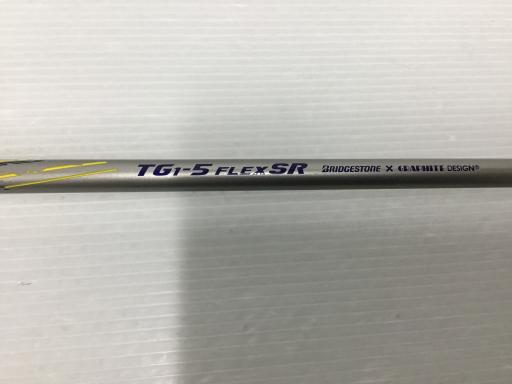 TG1-5 FLEX SR BRIDGESTONE × GRAPHITE DESIGN®